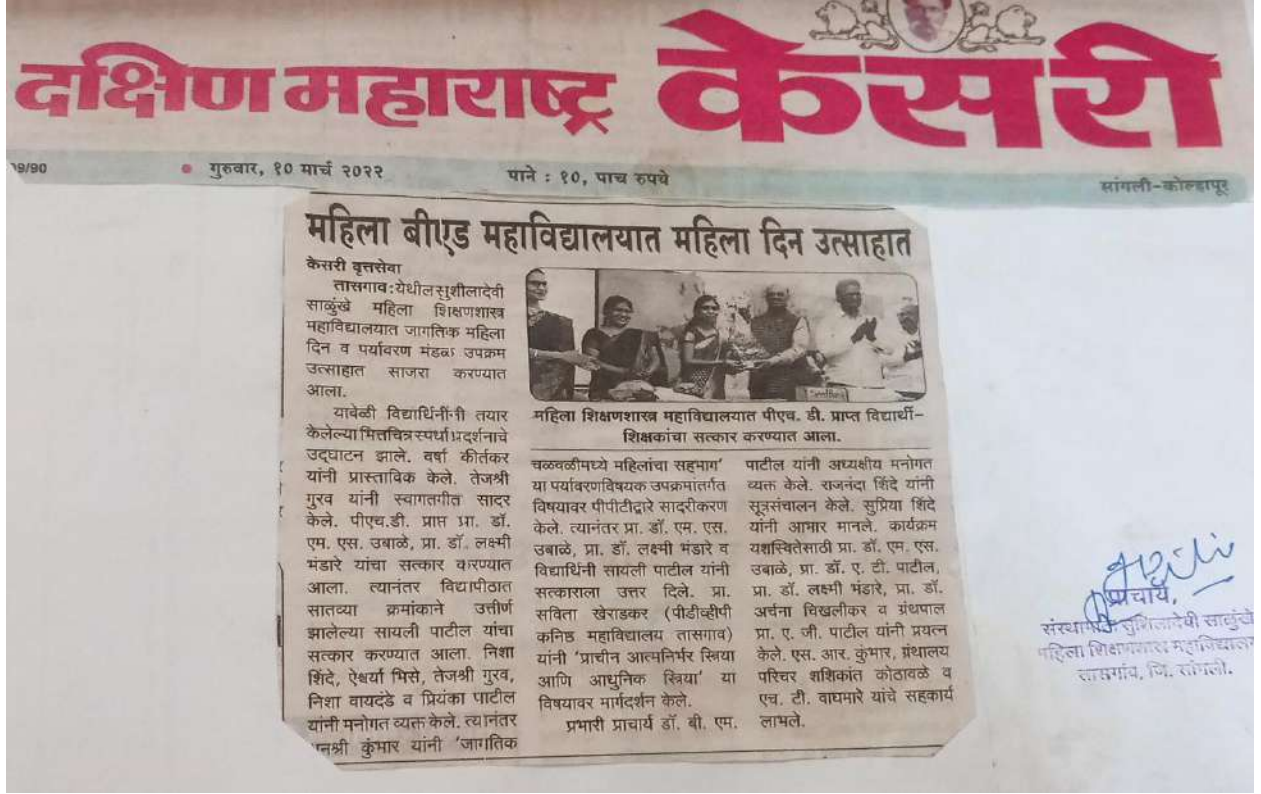 दक्षिण महाराष्ट्र केसरी
09/90
गुरुवार, १० मार्च २०२२
पाने : १०, पाच रुपये
सांगली-कोल्हापूर
महिला बीएड महाविद्यालयात महिला दिन उत्साहात
केसरी वृत्तसेवा
तासगाव:येथील सुशीलादेवी
साळुंखे महिला शिक्षणशास्त्र
महाविद्यालयात जागतिक महिला
दिन व पर्यावरण मंडळ उपक्रम
उत्साहात साजरा करण्यात
आला.
यावेळी विद्यार्थिनींनी तयार
केलेल्या भित्तचित्र स्पर्धा प्रदर्शनाचे
उद्घाटन झाले. वर्षा कीर्तकर
यांनी प्रास्ताविक केले. तेजश्री
गुरव यांनी स्वागतगीत सादर
केले. पीएच.डी. प्राप्त प्रा. डॉ.
एम. एस. उबाळे, प्रा. डॉ. लक्ष्मी
भंडारे यांचा सत्कार करण्यात
आला. त्यानंतर विद्यापीठात
सातव्या क्रमांकाने उत्तीर्ण
झालेल्या सायली पाटील यांचा
सत्कार करण्यात आला. निशा
शिंदे, ऐश्वर्या भिसे, तेजश्री गुरव,
निशा वायदंडे व प्रियंका पाटील
यांनी मनोगत व्यक्त केले. त्यानंतर
कुंभार यांनी 'जागतिक
महिला शिक्षणशास्त्र महाविद्यालयात पीएच. डी. प्राप्त विद्यार्थी-
शिक्षकांचा सत्कार करण्यात आला.
चळवळीमध्ये महिलांचा सहभाग'
या पर्यावरणविषयक उपक्रमांतर्गत
विषयावर पीपीटीद्वारे सादरीकरण
केले. त्यानंतर प्रा. डॉ. एम. एस.
उबाळे, प्रा. डॉ. लक्ष्मी भंडारे व
विद्यार्थिनी सायली पाटील यांनी
सत्काराला उत्तर दिले. प्रा.
सविता खेराडकर (पीडीव्हीपी
कनिष्ठ महाविद्यालय तासगाव)
यांनी 'प्राचीन आत्मनिर्भर स्त्रिया
आणि आधुनिक स्त्रिया' या
विषयावर मार्गदर्शन केले.
प्रभारी प्राचार्य डॉ. बी. एम.
पाटील यांनी अध्यक्षीय मनोगत
व्यक्त केले. राजनंदा शिंदे यांनी
सूत्रसंचालन केले. सुप्रिया शिंदे
यांनी आभार मानले. कार्यक्रम
यशस्वितेसाठी प्रा. डॉ. एम. एस.
उबाळे, प्रा. डॉ. ए. टी. पाटील,
प्रा. डॉ. लक्ष्मी भंडारे, प्रा. डॉ.
अर्चना चिखलीकर व ग्रंथपाल
प्रा. ए. जी. पाटील यांनी प्रयत्न
केले. एस. आर. कुंभार, ग्रंथालय
परिचर शशिकांत कोठावळे व
एच. टी. वाघमारे यांचे सहकार्य
लाभले.
प्राचार्य,
सुशिलादेवी साळुंखे
महिला शिक्षणशास्त्र महाविद्यालय
तासगांव, जि. सांगली.